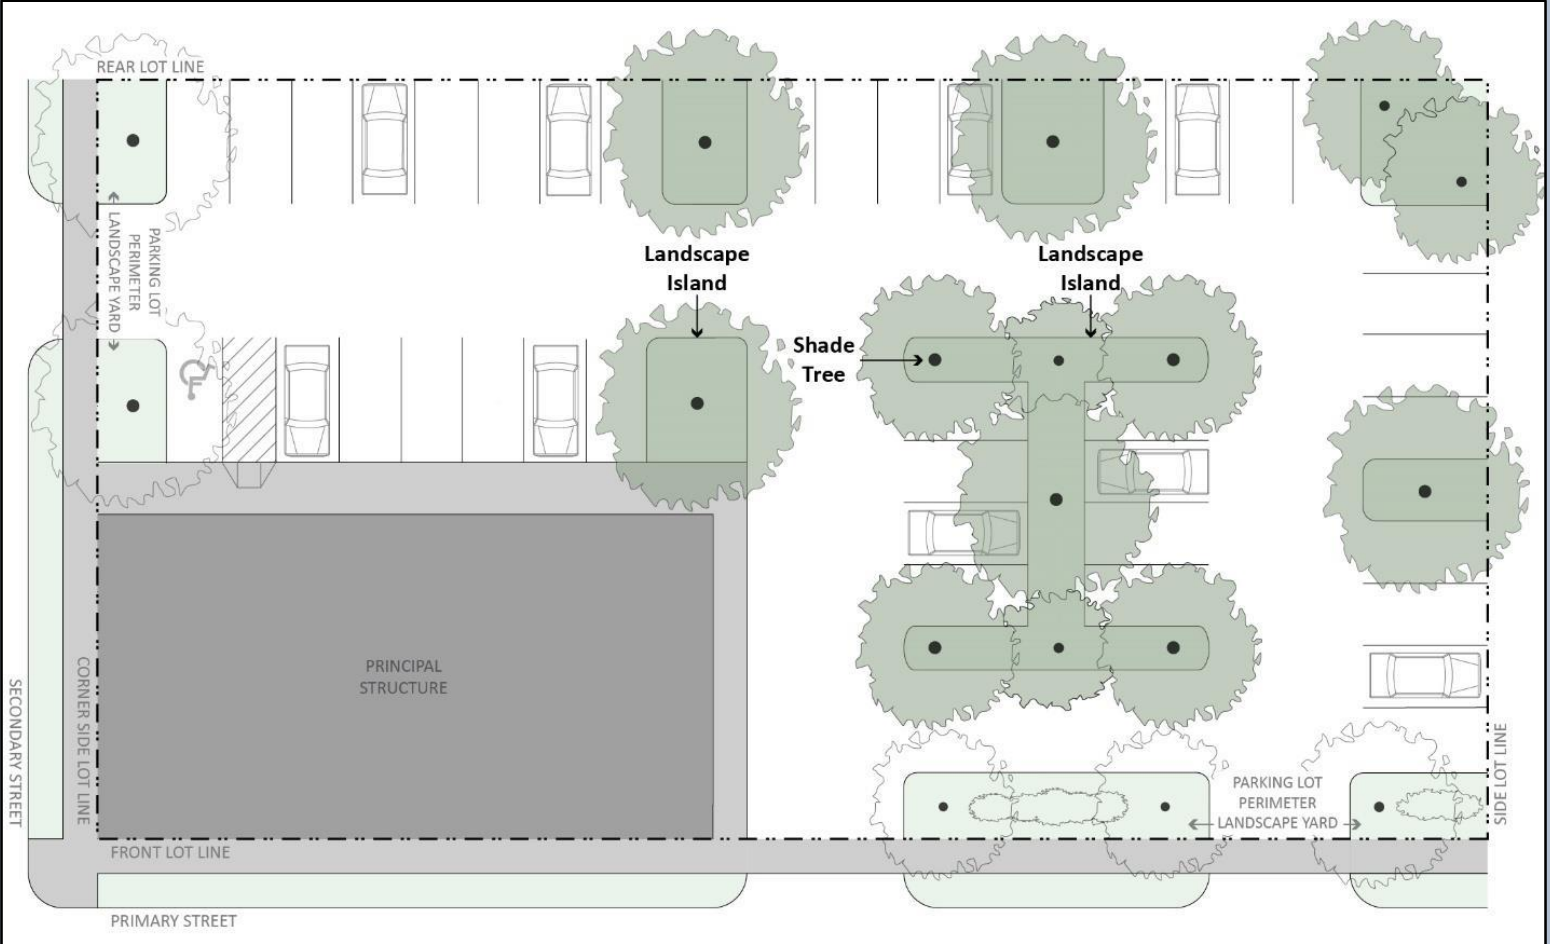 REAR LOT LINE
PARKING LOT
PERIMETER
LANDSCAPE YARD
Landscape
Island
Landscape
Island
Shade
Tree
PRINCIPAL
STRUCTURE
SECONDARY STREET
CORNER SIDE LOT LINE
PARKING LOT
PERIMETER
LANDSCAPE YARD
SIDE LOT LINE
FRONT LOT LINE
PRIMARY STREET